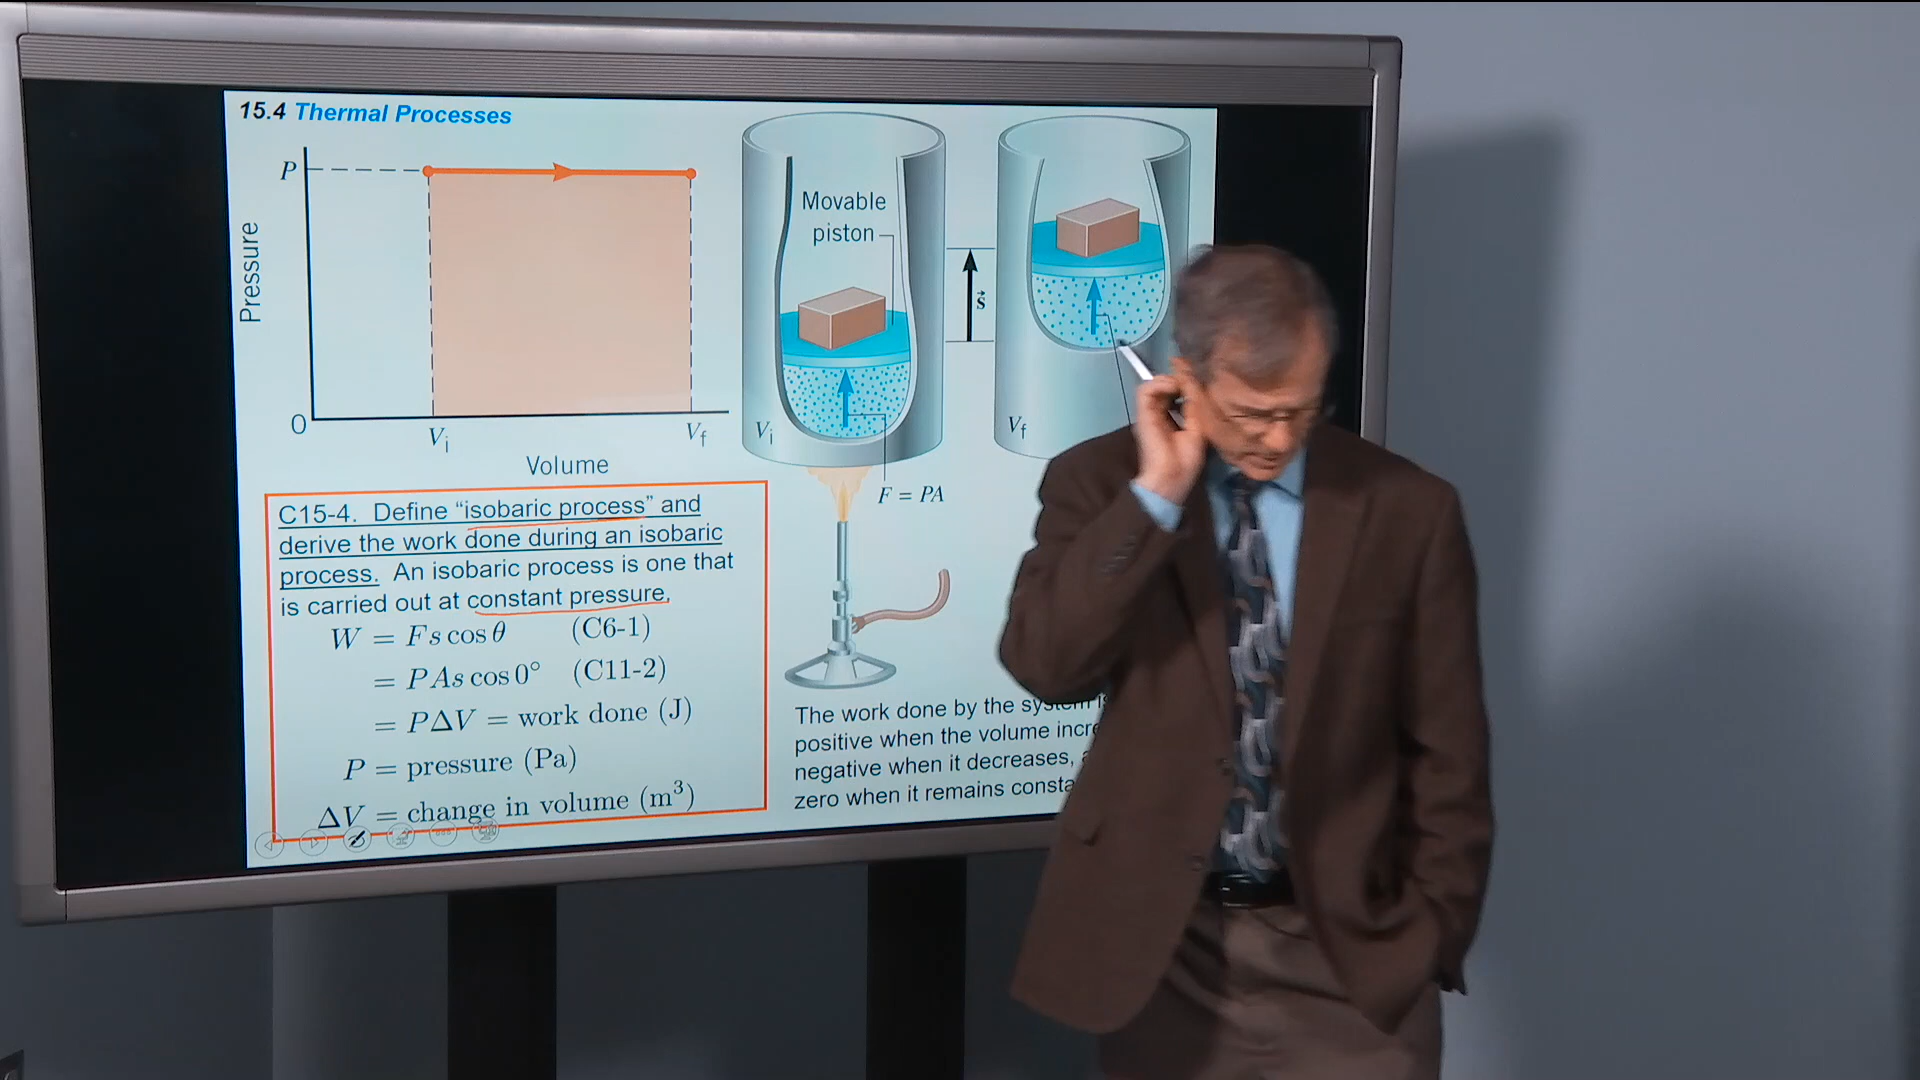 15.4 Thermal Processes
P
Pressure
0
Vi
Vf
Volume
Movable
piston
s⃗
Vi
Vf
F = PA
C15-4. Define “isobaric process” and
derive the work done during an isobaric
process. An isobaric process is one that
is carried out at constant pressure.
W = Fs cos θ (C6-1)
= PAs cos 0° (C11-2)
= PΔV = work done (J)
P = pressure (Pa)
ΔV = change in volume (m³)
The work done by the system
positive when the volume
negative when it decreases,
zero when it remains